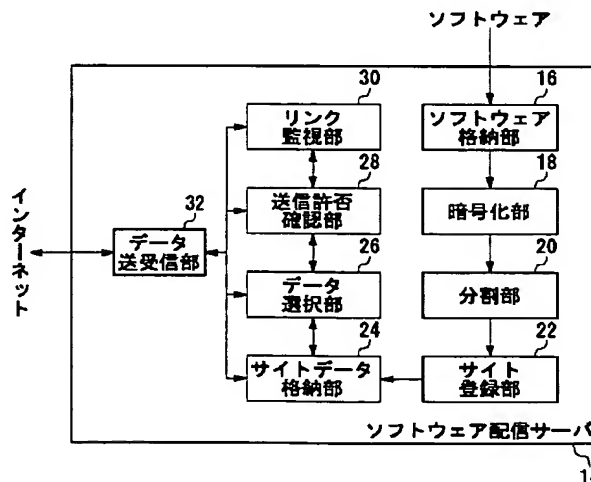 ソフトウェア
30
リンク
監視部
16
ソフトウェア
格納部
28
送信許否
確認部
18
暗号化部
インターネット
32
データ
送受信部
26
データ
選択部
20
分割部
24
サイトデータ
格納部
22
サイト
登録部
ソフトウェア配信サーバ